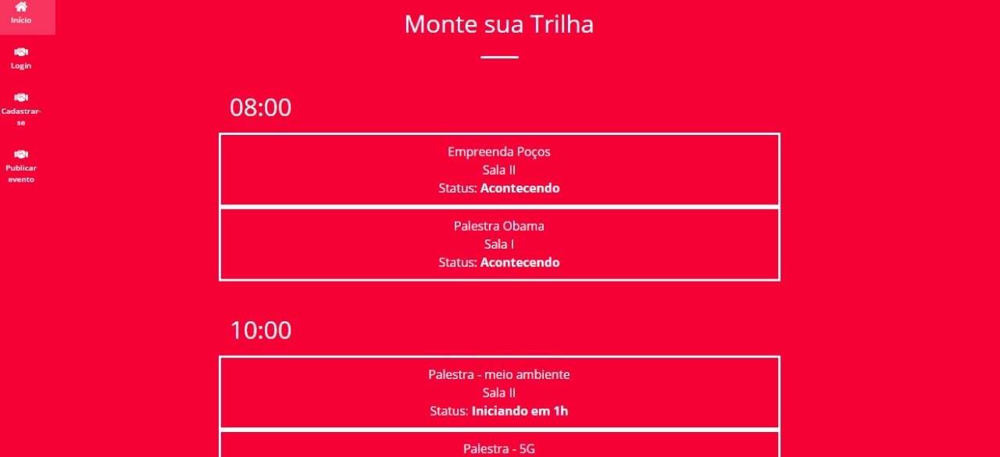 Início
Login
Cadastrar-
se
Publicar
evento
Monte sua Trilha
08:00
Empreenda Poços
Sala II
Status: Acontecendo
Palestra Obama
Sala I
Status: Acontecendo
10:00
Palestra - meio ambiente
Sala II
Status: Iniciando em 1h
Palestra - 5G